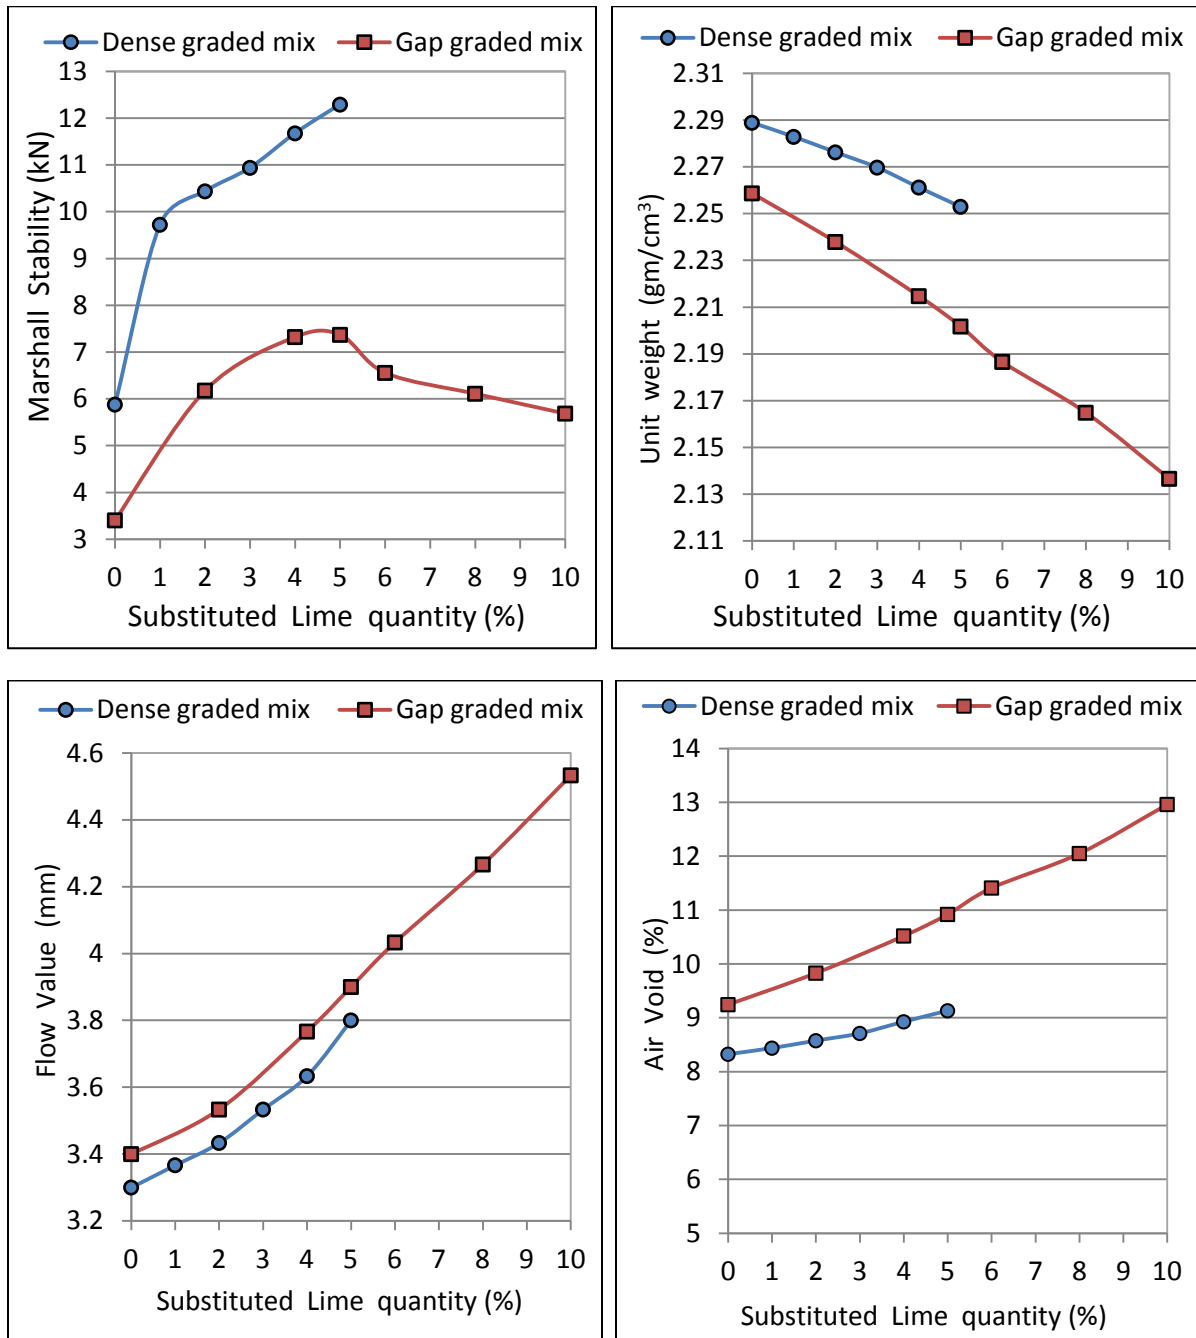 Dense graded mix Gap graded mix
13
12
11
10
9
8
7
6
5
4
3
Marshall Stability (kN)
0 1 2 3 4 5 6 7 8 9 10
Substituted Lime quantity (%)
Dense graded mix Gap graded mix
2.31
2.29
2.27
2.25
2.23
2.21
2.19
2.17
2.15
2.13
2.11
Unit weight (gm/cm³)
0 1 2 3 4 5 6 7 8 9 10
Substituted Lime quantity (%)
Dense graded mix Gap graded mix
4.6
4.4
4.2
4
3.8
3.6
3.4
3.2
Flow Value (mm)
0 1 2 3 4 5 6 7 8 9 10
Substituted Lime quantity (%)
Dense graded mix Gap graded mix
14
13
12
11
10
9
8
7
6
5
Air Void (%)
0 1 2 3 4 5 6 7 8 9 10
Substituted Lime quantity (%)